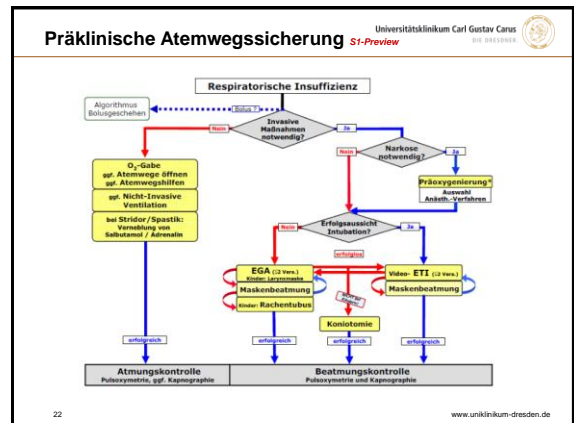 Präklinische Atemwegssicherung S1-Preview
Universitätsklinikum Carl Gustav Carus
DIE DRESDNER.
Respiratorische Insuffizienz
Algorithmus
Bolusgeschehen
Bolus ?
Invasive
Maßnahmen
notwendig?
Nein
Ja
O₂-Gabe
ggf. Atemwege öffnen
ggf. Atemwegshilfen
ggf. Nicht-Invasive
Ventilation
bei Stridor/Spastik:
Verneblung von
Salbutamol / Adrenalin
Narkose
notwendig?
Nein
Ja
Präoxygenierung*
Auswahl
Anästh.-Verfahren
Erfolgsaussicht
Intubation?
Nein
Ja
erfolglos
EGA (≤2 Vers.)
Kinder: Larynxmaske
Maskenbeatmung
Kinder: Rachentubus
Video- ETI (≤2 Vers.)
Maskenbeatmung
Koniotomie
erfolgreich
erfolgreich
erfolgreich
erfolgreich
Atmungskontrolle
Pulsoxymetrie, ggf. Kapnographie
Beatmungskontrolle
Pulsoxymetrie und Kapnographie
22
www.uniklinikum-dresden.de